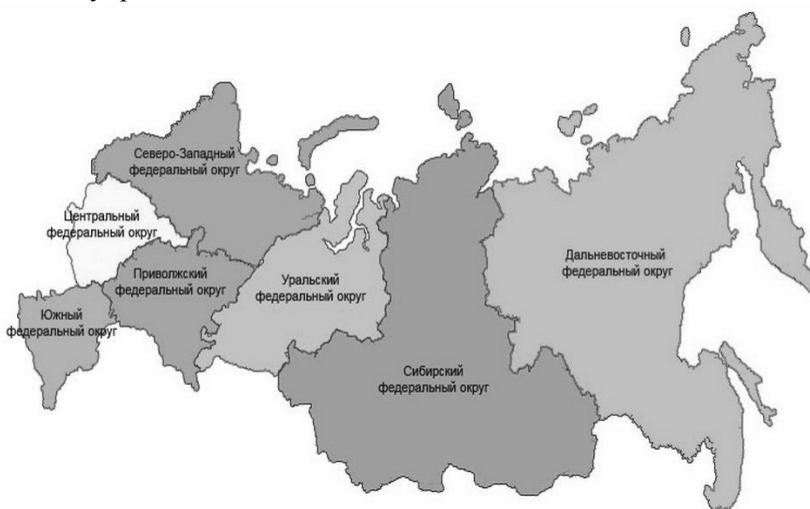 Северо-Западный
федеральный округ
Центральный
федеральный округ
Приволжский
федеральный округ
Южный
федеральный округ
Уральский
федеральный округ
Сибирский
федеральный округ
Дальневосточный
федеральный округ